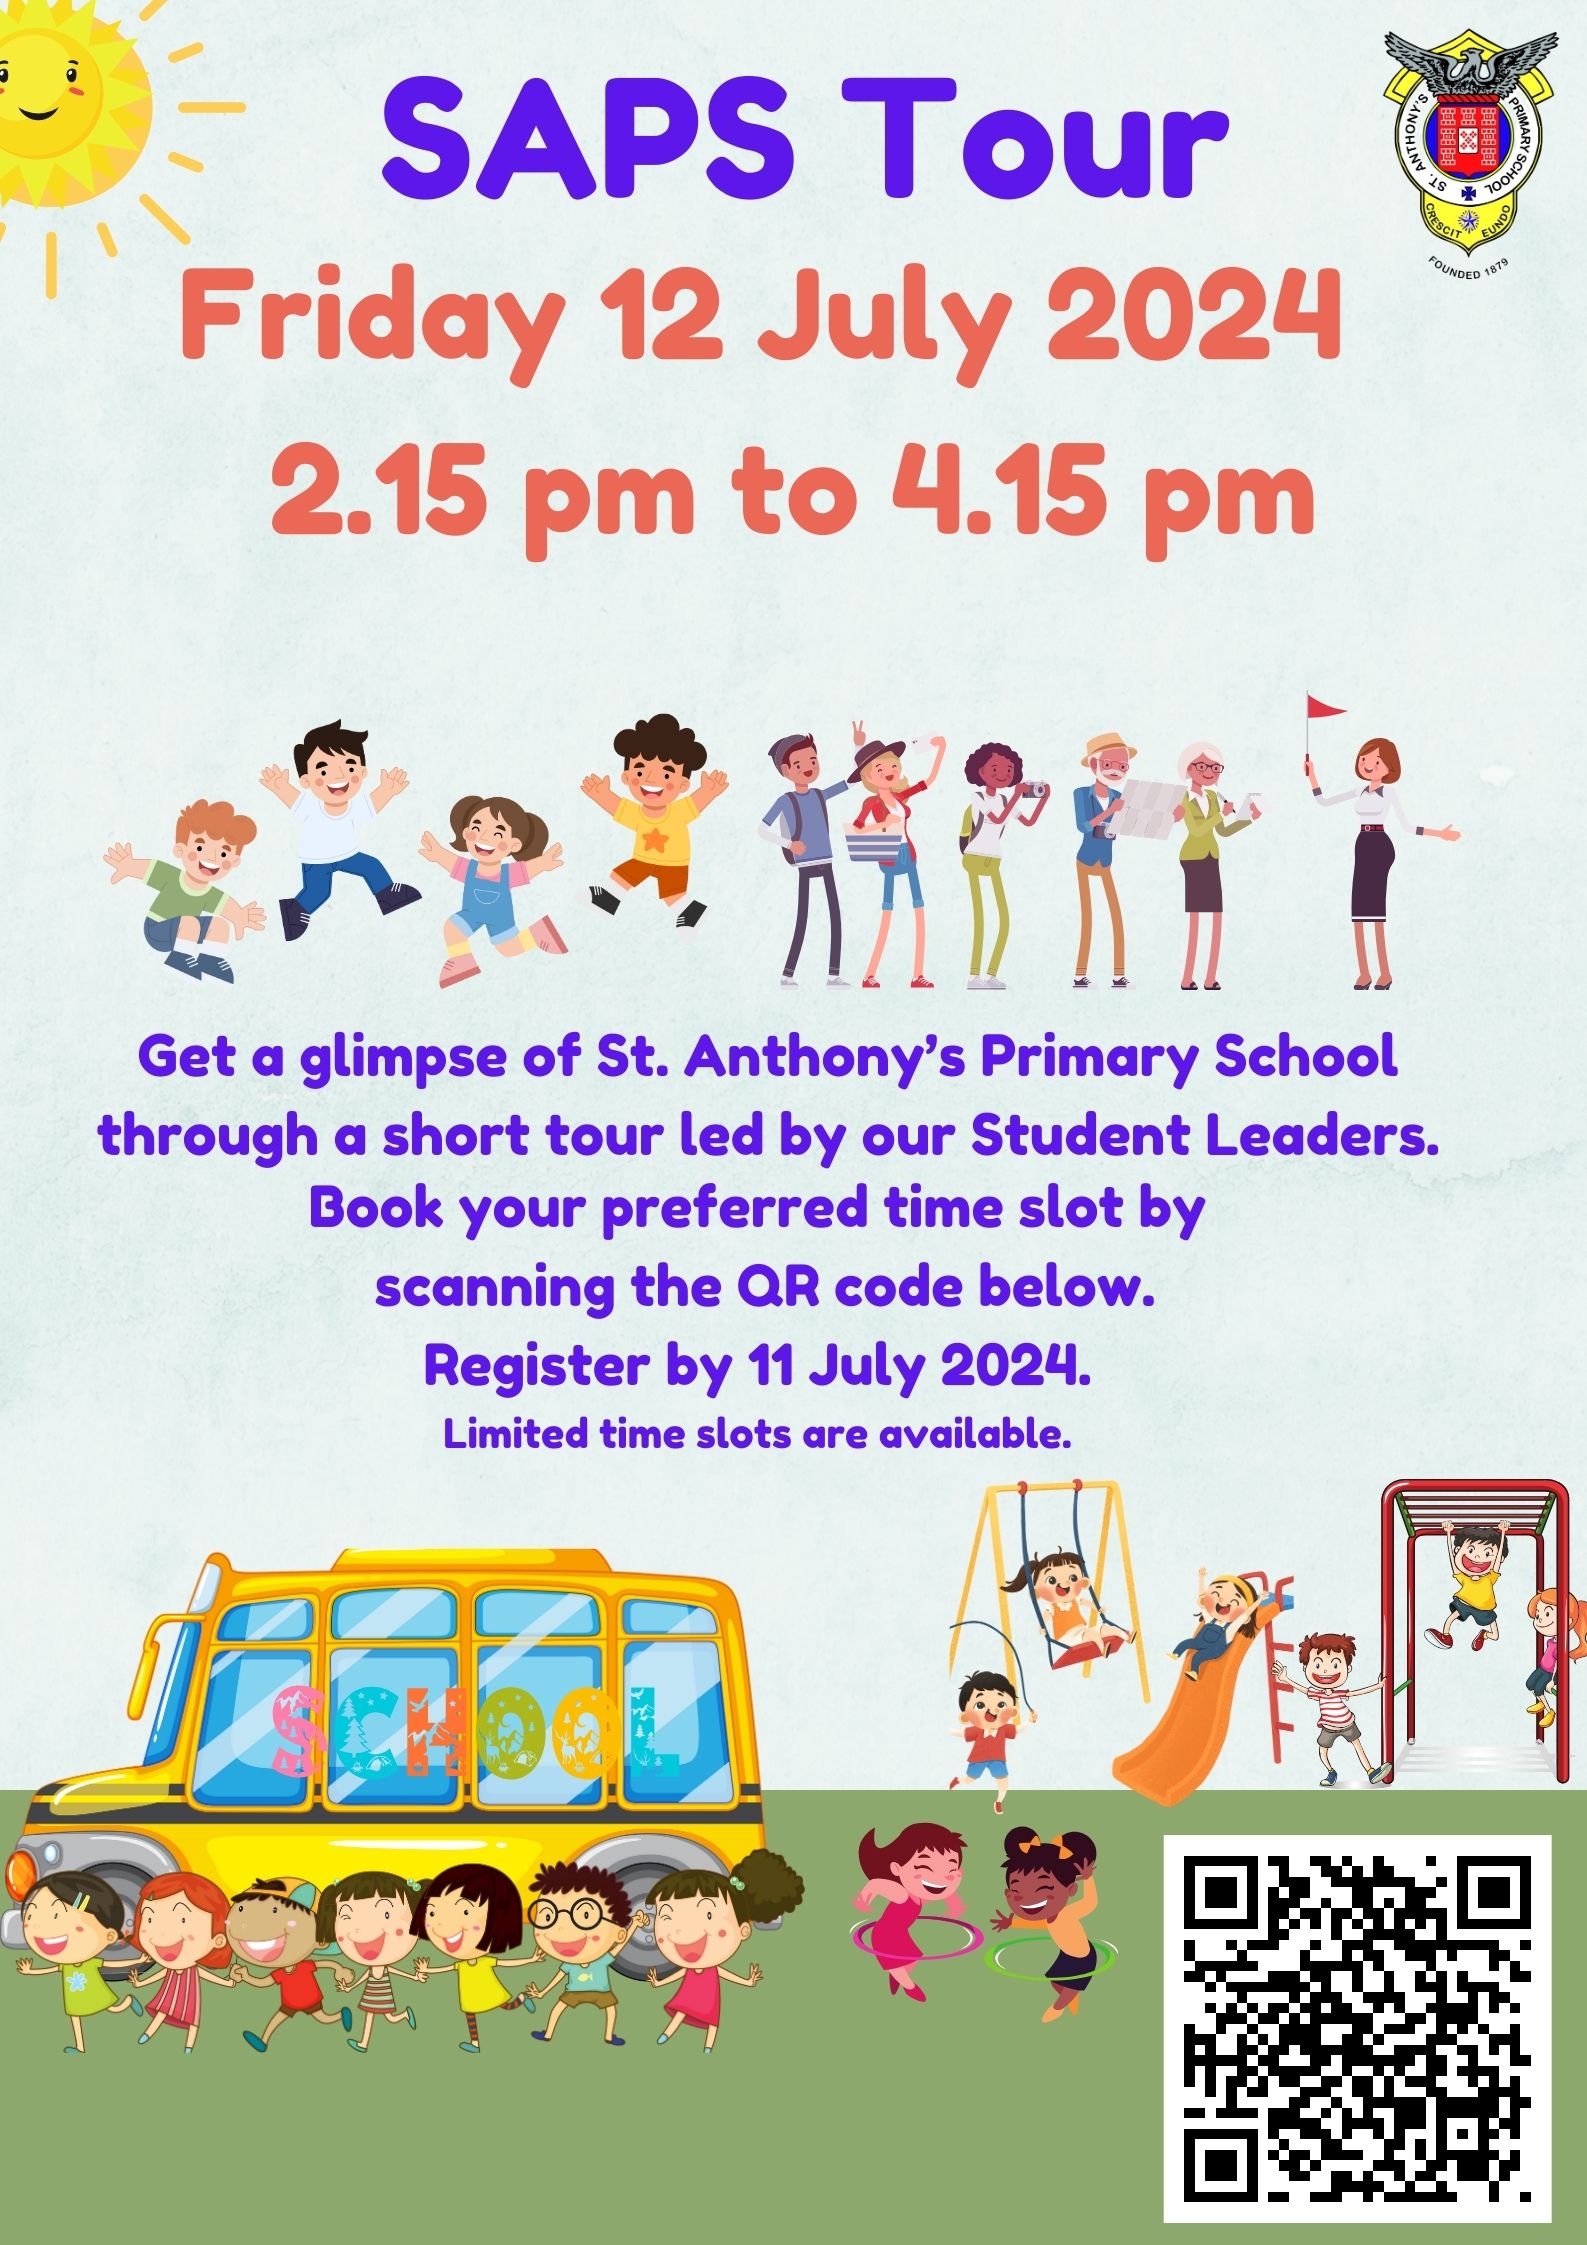 SAPS Tour
ST. ANTHONY'S PRIMARY SCHOOL
CRESCIT EUNDO
FOUNDED 1879
Friday 12 July 2024
2.15 pm to 4.15 pm
Get a glimpse of St. Anthony’s Primary School
through a short tour led by our Student Leaders.
Book your preferred time slot by
scanning the QR code below.
Register by 11 July 2024.
Limited time slots are available.
SCHOOL